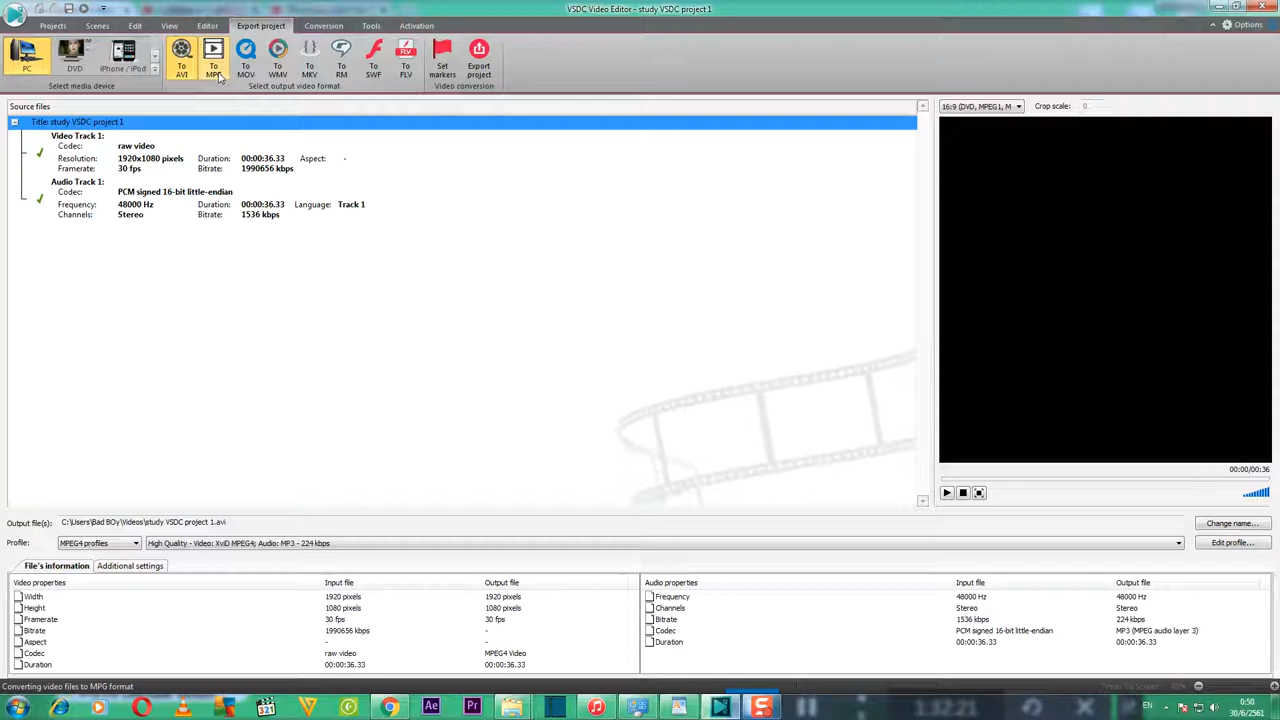 VSDC Video Editor - study VSDC project 1
Projects Scenes Edit View Editor Export project Conversion Tools Activation Options
PC DVD iPhone / iPod To AVI To MPG To MOV To WMV To MKV To RM To SWF To FLV Set markers Export project
Select media device Select output video format Video conversion
Source files
16:9 (DVD, MPEG1, M Crop scale: 0
Title: study VSDC project 1
Video Track 1:
Codec: raw video
Resolution: 1920x1080 pixels Duration: 00:00:36.33 Aspect: -
Framerate: 30 fps Bitrate: 1990656 kbps
Audio Track 1:
Codec: PCM signed 16-bit little-endian
Frequency: 48000 Hz Duration: 00:00:36.33 Language: Track 1
Channels: Stereo Bitrate: 1536 kbps
00:00/00:36
Output file(s): C:\Users\Bad BOy\Videos\study VSDC project 1.avi Change name...
Profile: MPEG4 profiles High Quality - Video: XviD MPEG4; Audio: MP3 - 224 kbps Edit profile...
File's information Additional settings
Video properties Input file Output file Audio properties Input file Output file
Width 1920 pixels 1920 pixels Frequency 48000 Hz 48000 Hz
Height 1080 pixels 1080 pixels Channels Stereo Stereo
Framerate 30 fps 30 fps Bitrate 1536 kbps 224 kbps
Bitrate 1990656 kbps - Codec PCM signed 16-bit little-endian MP3 (MPEG audio layer 3)
Aspect - - Duration 00:00:36.33 00:00:36.33
Codec raw video MPEG4 Video
Duration 00:00:36.33 00:00:36.33
Converting video files to MPG format 40%
321 Ae Pr EN 0:50
30/6/2561